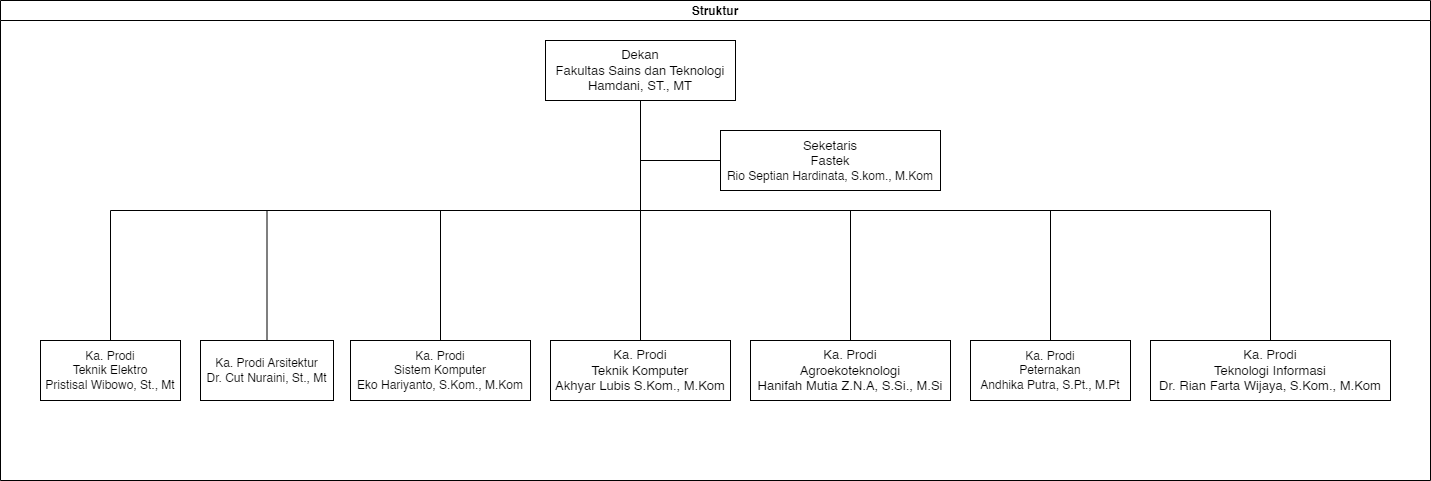 Struktur
Dekan
Fakultas Sains dan Teknologi
Hamdani, ST., MT
Seketaris
Fastek
Rio Septian Hardinata, S.kom., M.Kom
Ka. Prodi
Teknik Elektro
Pristisal Wibowo, St., Mt
Ka. Prodi Arsitektur
Dr. Cut Nuraini, St., Mt
Ka. Prodi
Sistem Komputer
Eko Hariyanto, S.Kom., M.Kom
Ka. Prodi
Teknik Komputer
Akhyar Lubis S.Kom., M.Kom
Ka. Prodi
Agroekoteknologi
Hanifah Mutia Z.N.A, S.Si., M.Si
Ka. Prodi
Peternakan
Andhika Putra, S.Pt., M.Pt
Ka. Prodi
Teknologi Informasi
Dr. Rian Farta Wijaya, S.Kom., M.Kom